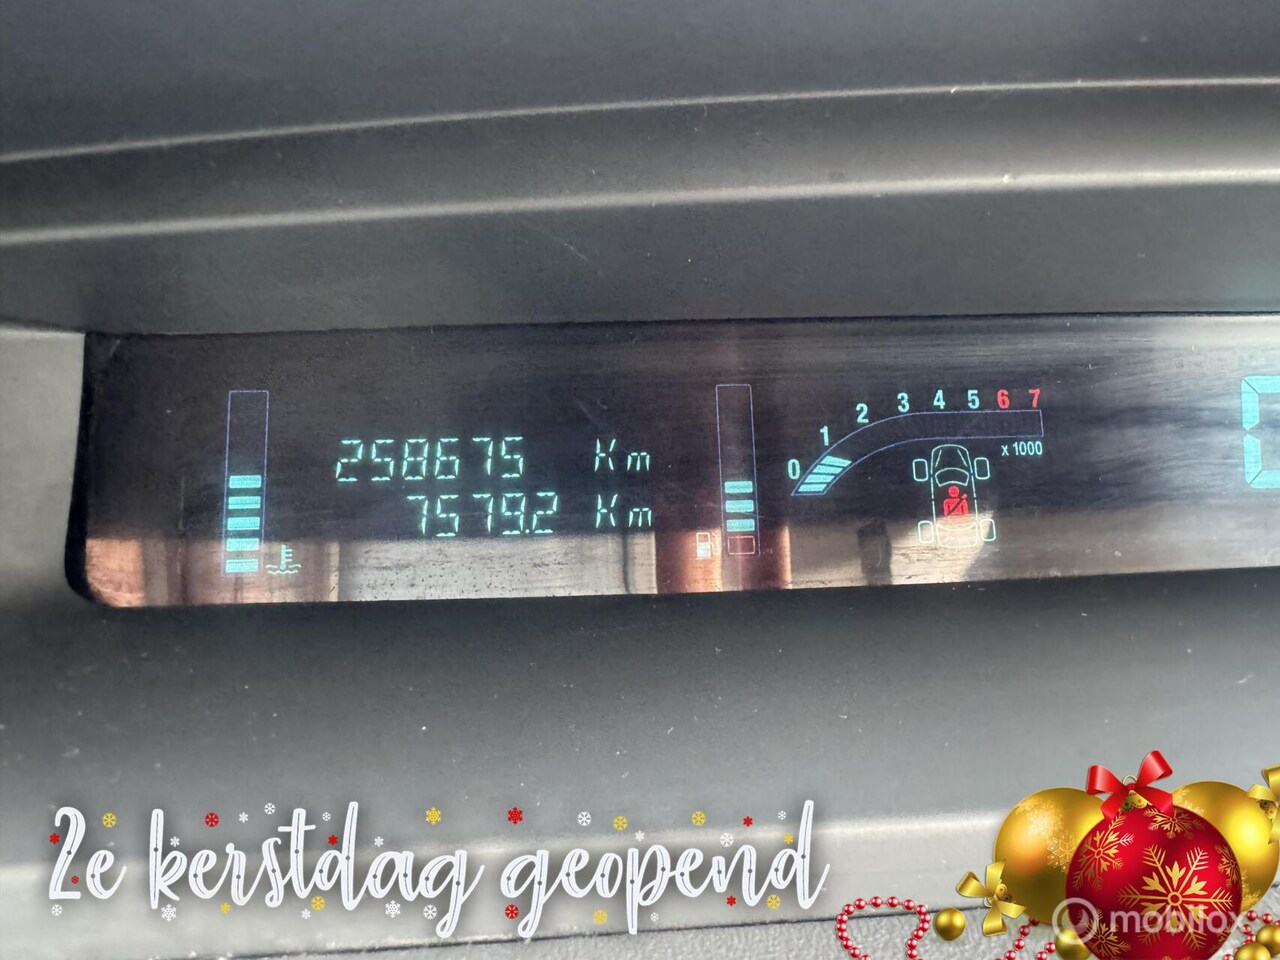 0 1 2 3 4 5 6 7
x 1000
258675 Km
7579.2 Km
2e kerstdag geopend
mobilox